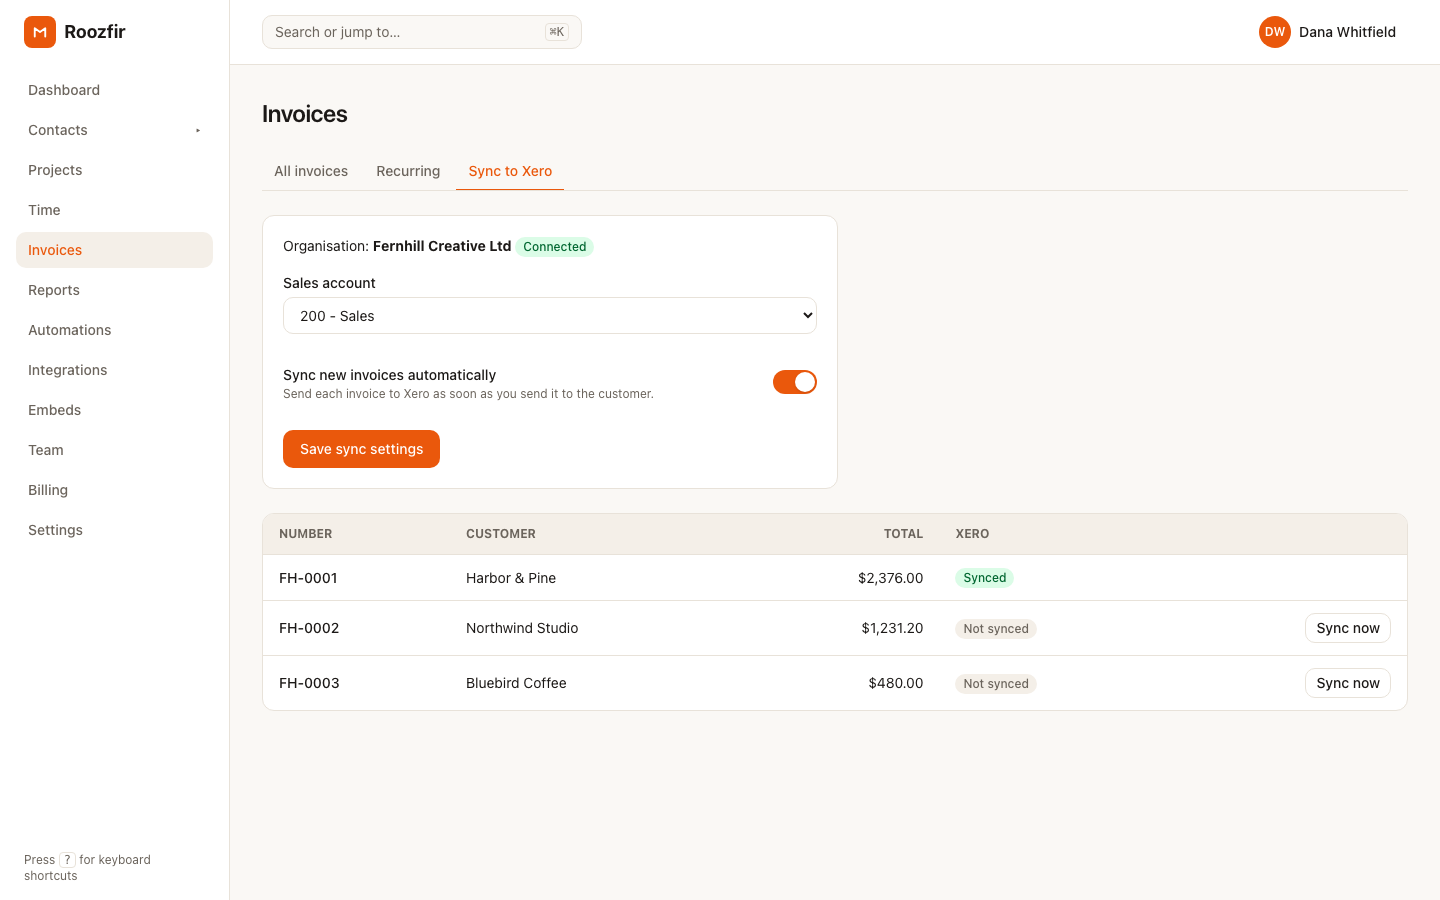 Roozfir
Search or jump to...
⌘K
DW
Dana Whitfield
Dashboard
Contacts
Projects
Time
Invoices
Reports
Automations
Integrations
Embeds
Team
Billing
Settings
Press ? for keyboard
shortcuts
Invoices
All invoices
Recurring
Sync to Xero
Organisation: Fernhill Creative Ltd Connected
Sales account
200 - Sales
Sync new invoices automatically
Send each invoice to Xero as soon as you send it to the customer.
Save sync settings
NUMBER CUSTOMER TOTAL XERO
FH-0001 Harbor & Pine $2,376.00 Synced
FH-0002 Northwind Studio $1,231.20 Not synced Sync now
FH-0003 Bluebird Coffee $480.00 Not synced Sync now